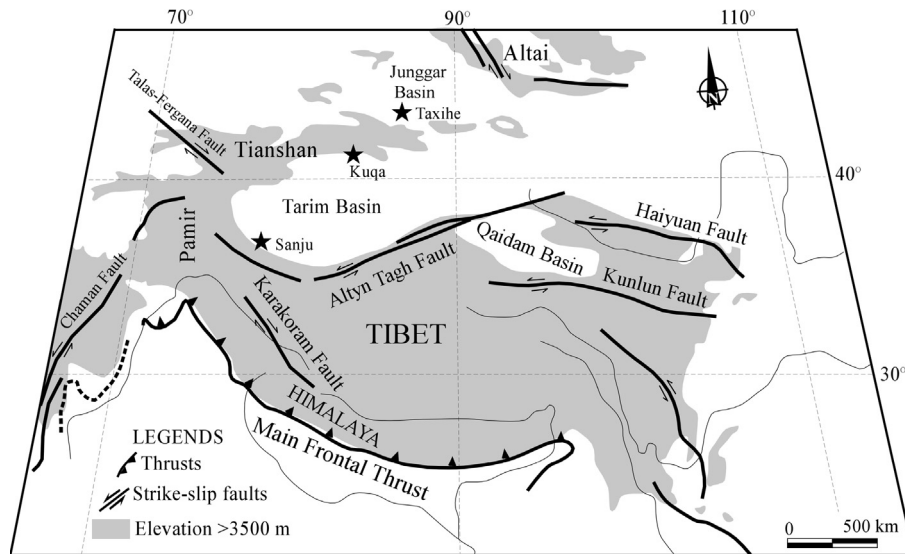 70°
90°
110°
Altai
Junggar
Basin
Taxihe
Talas-Fergana Fault
Tianshan
Kuqa
40°
Tarim Basin
Pamir
Sanju
Haiyuan Fault
Qaidam Basin
Altyn Tagh Fault
Kunlun Fault
Chaman Fault
Karakoram Fault
TIBET
30°
HIMALAYA
Main Frontal Thrust
LEGENDS
Thrusts
Strike-slip faults
Elevation >3500 m
0 500 km